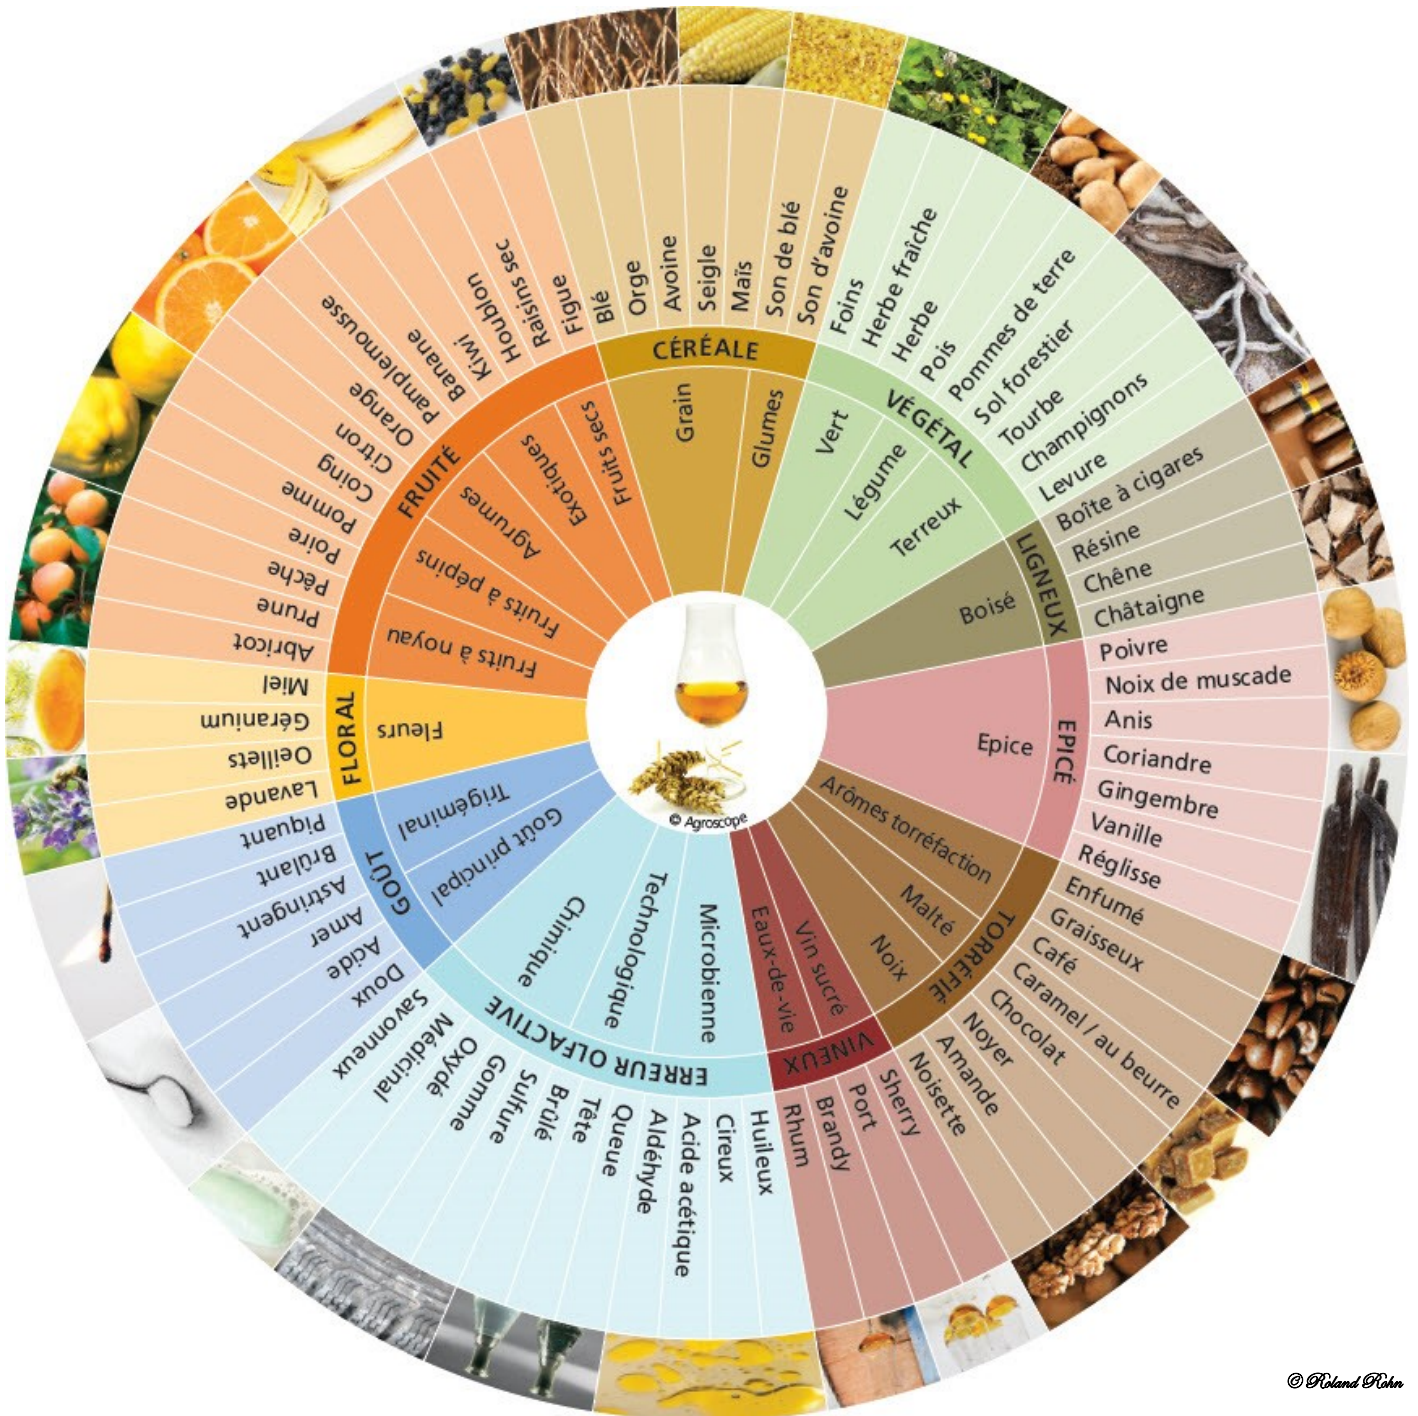 CÉRÉALE
Grain
Glumes
Blé
Orge
Avoine
Seigle
Maïs
Son de blé
Son d'avoine
VÉGÉTAL
Vert
Légume
Terreux
Foins
Herbe fraîche
Herbe
Pois
Pommes de terre
Sol forestier
Tourbe
Champignons
Levure
LIGNEUX
Boisé
Boîte à cigares
Résine
Chêne
Châtaigne
EPICÉ
Epice
Poivre
Noix de muscade
Anis
Coriandre
Gingembre
Vanille
Réglisse
TORRÉFIÉ
Arômes torréfaction
Malté
Noix
Enfumé
Graisseux
Café
Caramel / au beurre
Chocolat
Noyer
Amande
Noisette
VINEUX
Vin sucré
Eaux-de-vie
Sherry
Port
Brandy
Rhum
ERREUR OLFACTIVE
Microbienne
Technologique
Chimique
Huileux
Cireux
Acide acétique
Aldéhyde
Queue
Tête
Brûlé
Sulfure
Gomme
Oxydé
Médicinal
Savonneux
GOÛT
Goût principal
Trigéminal
Doux
Acide
Amer
Astringent
Brûlant
Piquant
FLORAL
Fleurs
Lavande
Oeillets
Géranium
Miel
FRUITÉ
Fruits à noyau
Fruits à pépins
Agrumes
Exotiques
Fruits secs
Abricot
Prune
Pêche
Poire
Pomme
Coing
Citron
Orange
Pamplemousse
Banane
Kiwi
Houblon
Raisins sec
Figue
© Agroscope
© Roland Rohn